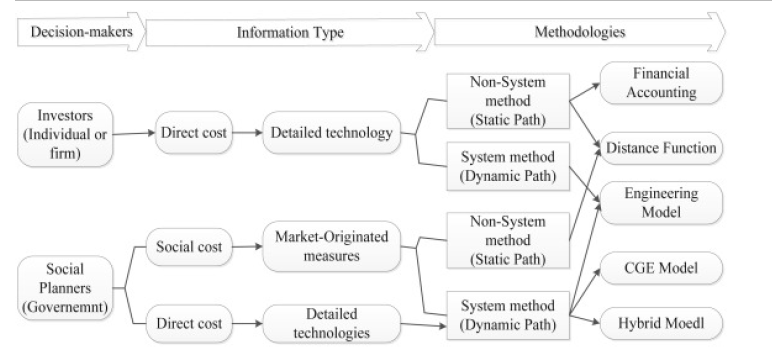 Decision-makers
Information Type
Methodologies
Investors
(Individual or
firm)
Direct cost
Detailed technology
Non-System
method
(Static Path)
System method
(Dynamic Path)
Financial
Accounting
Distance Function
Engineering
Model
Social
Planners
(Governemnt)
Social cost
Market-Originated
measures
Direct cost
Detailed
technologies
Non-System
method
(Static Path)
System method
(Dynamic Path)
CGE Model
Hybrid Moedl